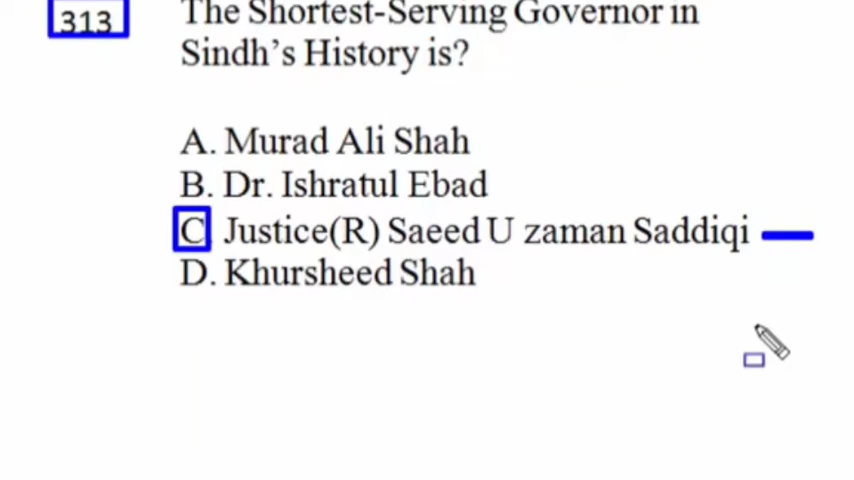 313
The Shortest-Serving Governor in
Sindh's History is?
A. Murad Ali Shah
B. Dr. Ishratul Ebad
C Justice(R) Saeed U zaman Saddiqi
D. Khursheed Shah